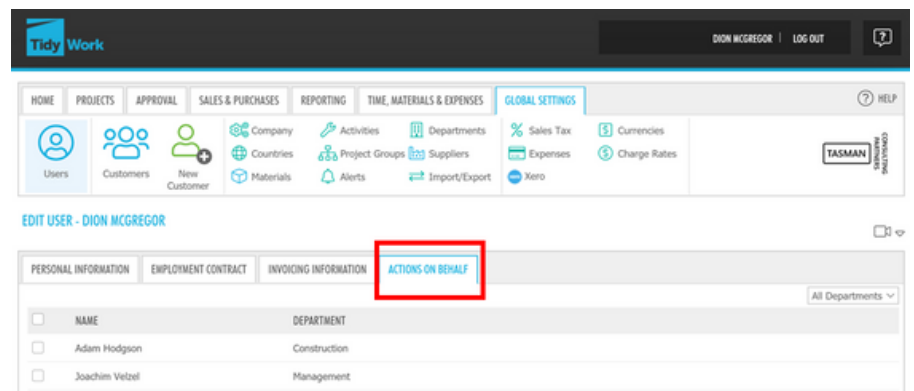 Tidy Work
DION MCGREGOR | LOG OUT
HOME PROJECTS APPROVAL SALES & PURCHASES REPORTING TIME, MATERIALS & EXPENSES GLOBAL SETTINGS ? HELP
Users
Customers
New
Customer
Company Activities Departments % Sales Tax $ Currencies
Countries Project Groups Suppliers Expenses $ Charge Rates
Materials Alerts Import/Export xero Xero
TASMAN CONSULTING
PARTNERS
EDIT USER - DION MCGREGOR
PERSONAL INFORMATION EMPLOYMENT CONTRACT INVOICING INFORMATION ACTIONS ON BEHALF
All Departments
NAME DEPARTMENT
Adam Hodgson Construction
Joachim Velzel Management